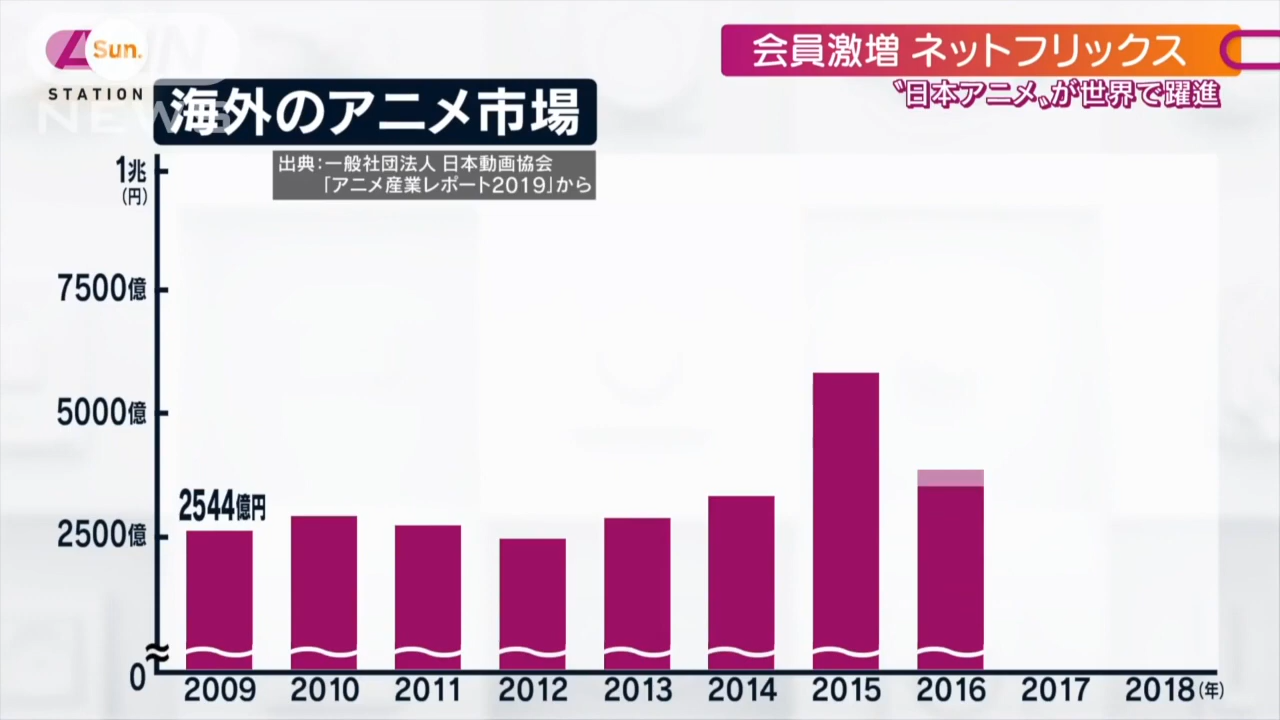 Sun.
STATION
ANN
NEWS
会員激増 ネットフリックス
〝日本アニメ〟が世界で躍進
海外のアニメ市場
出典:一般社団法人 日本動画協会
「アニメ産業レポート2019」から
1兆
(円)
7500億
5000億
2500億
0
2544億円
2009 2010 2011 2012 2013 2014 2015 2016 2017 2018(年)